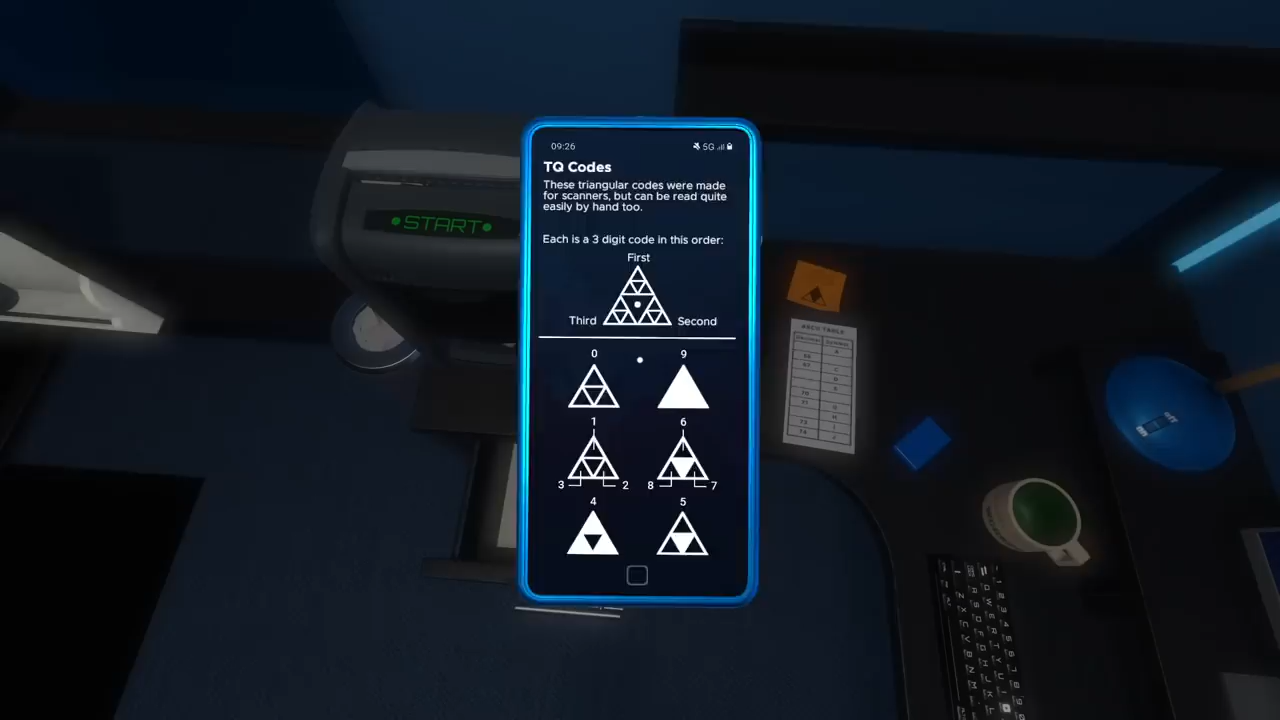 09:26
5G
TQ Codes
These triangular codes were made
for scanners, but can be read quite
easily by hand too.
Each is a 3 digit code in this order:
First
Third
Second
0
9
1
6
3
2
8
7
4
5
•START•
ASCII TABLE